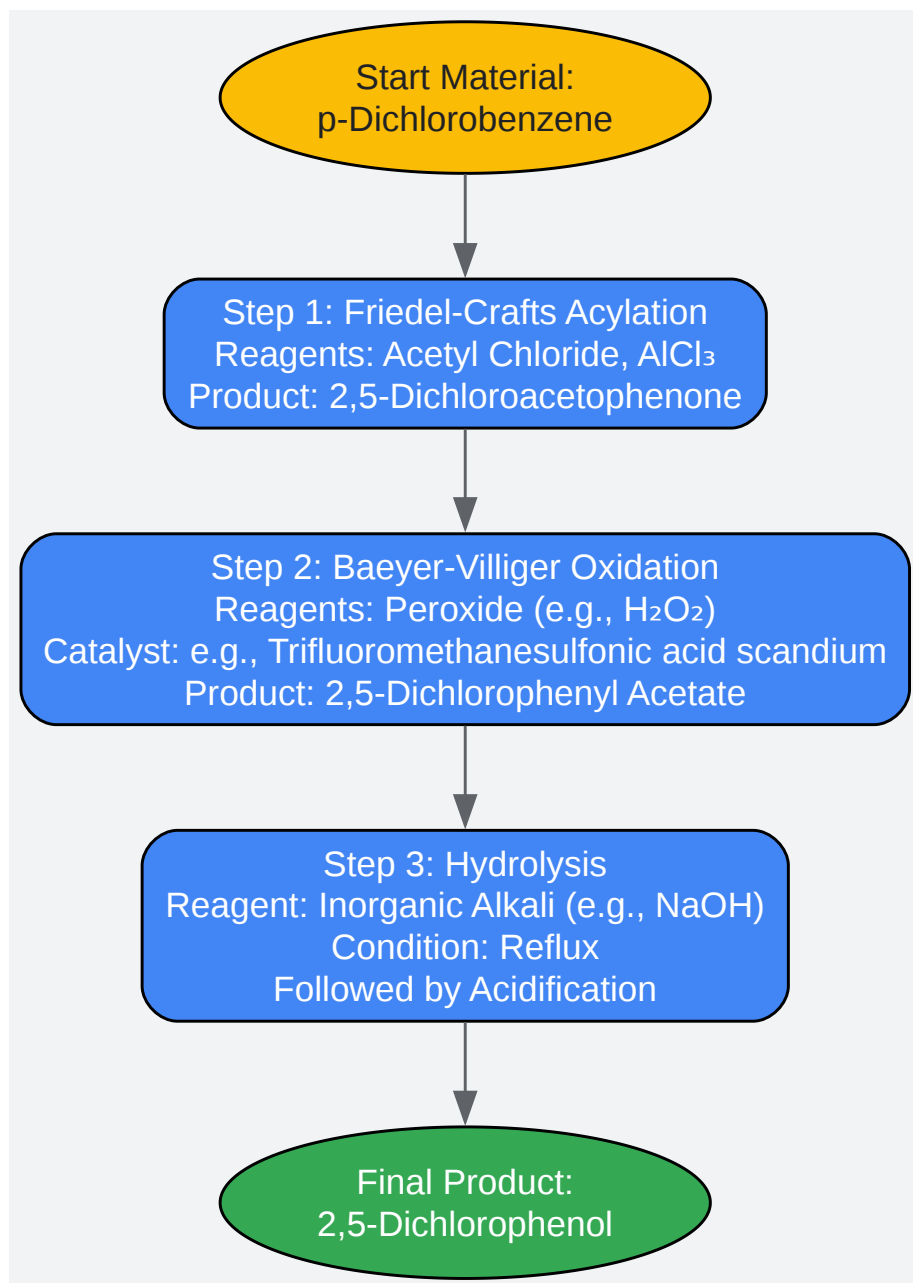 Start Material:
p-Dichlorobenzene
Step 1: Friedel-Crafts Acylation
Reagents: Acetyl Chloride, AlCl₃
Product: 2,5-Dichloroacetophenone
Step 2: Baeyer-Villiger Oxidation
Reagents: Peroxide (e.g., H₂O₂)
Catalyst: e.g., Trifluoromethanesulfonic acid scandium
Product: 2,5-Dichlorophenyl Acetate
Step 3: Hydrolysis
Reagent: Inorganic Alkali (e.g., NaOH)
Condition: Reflux
Followed by Acidification
Final Product:
2,5-Dichlorophenol